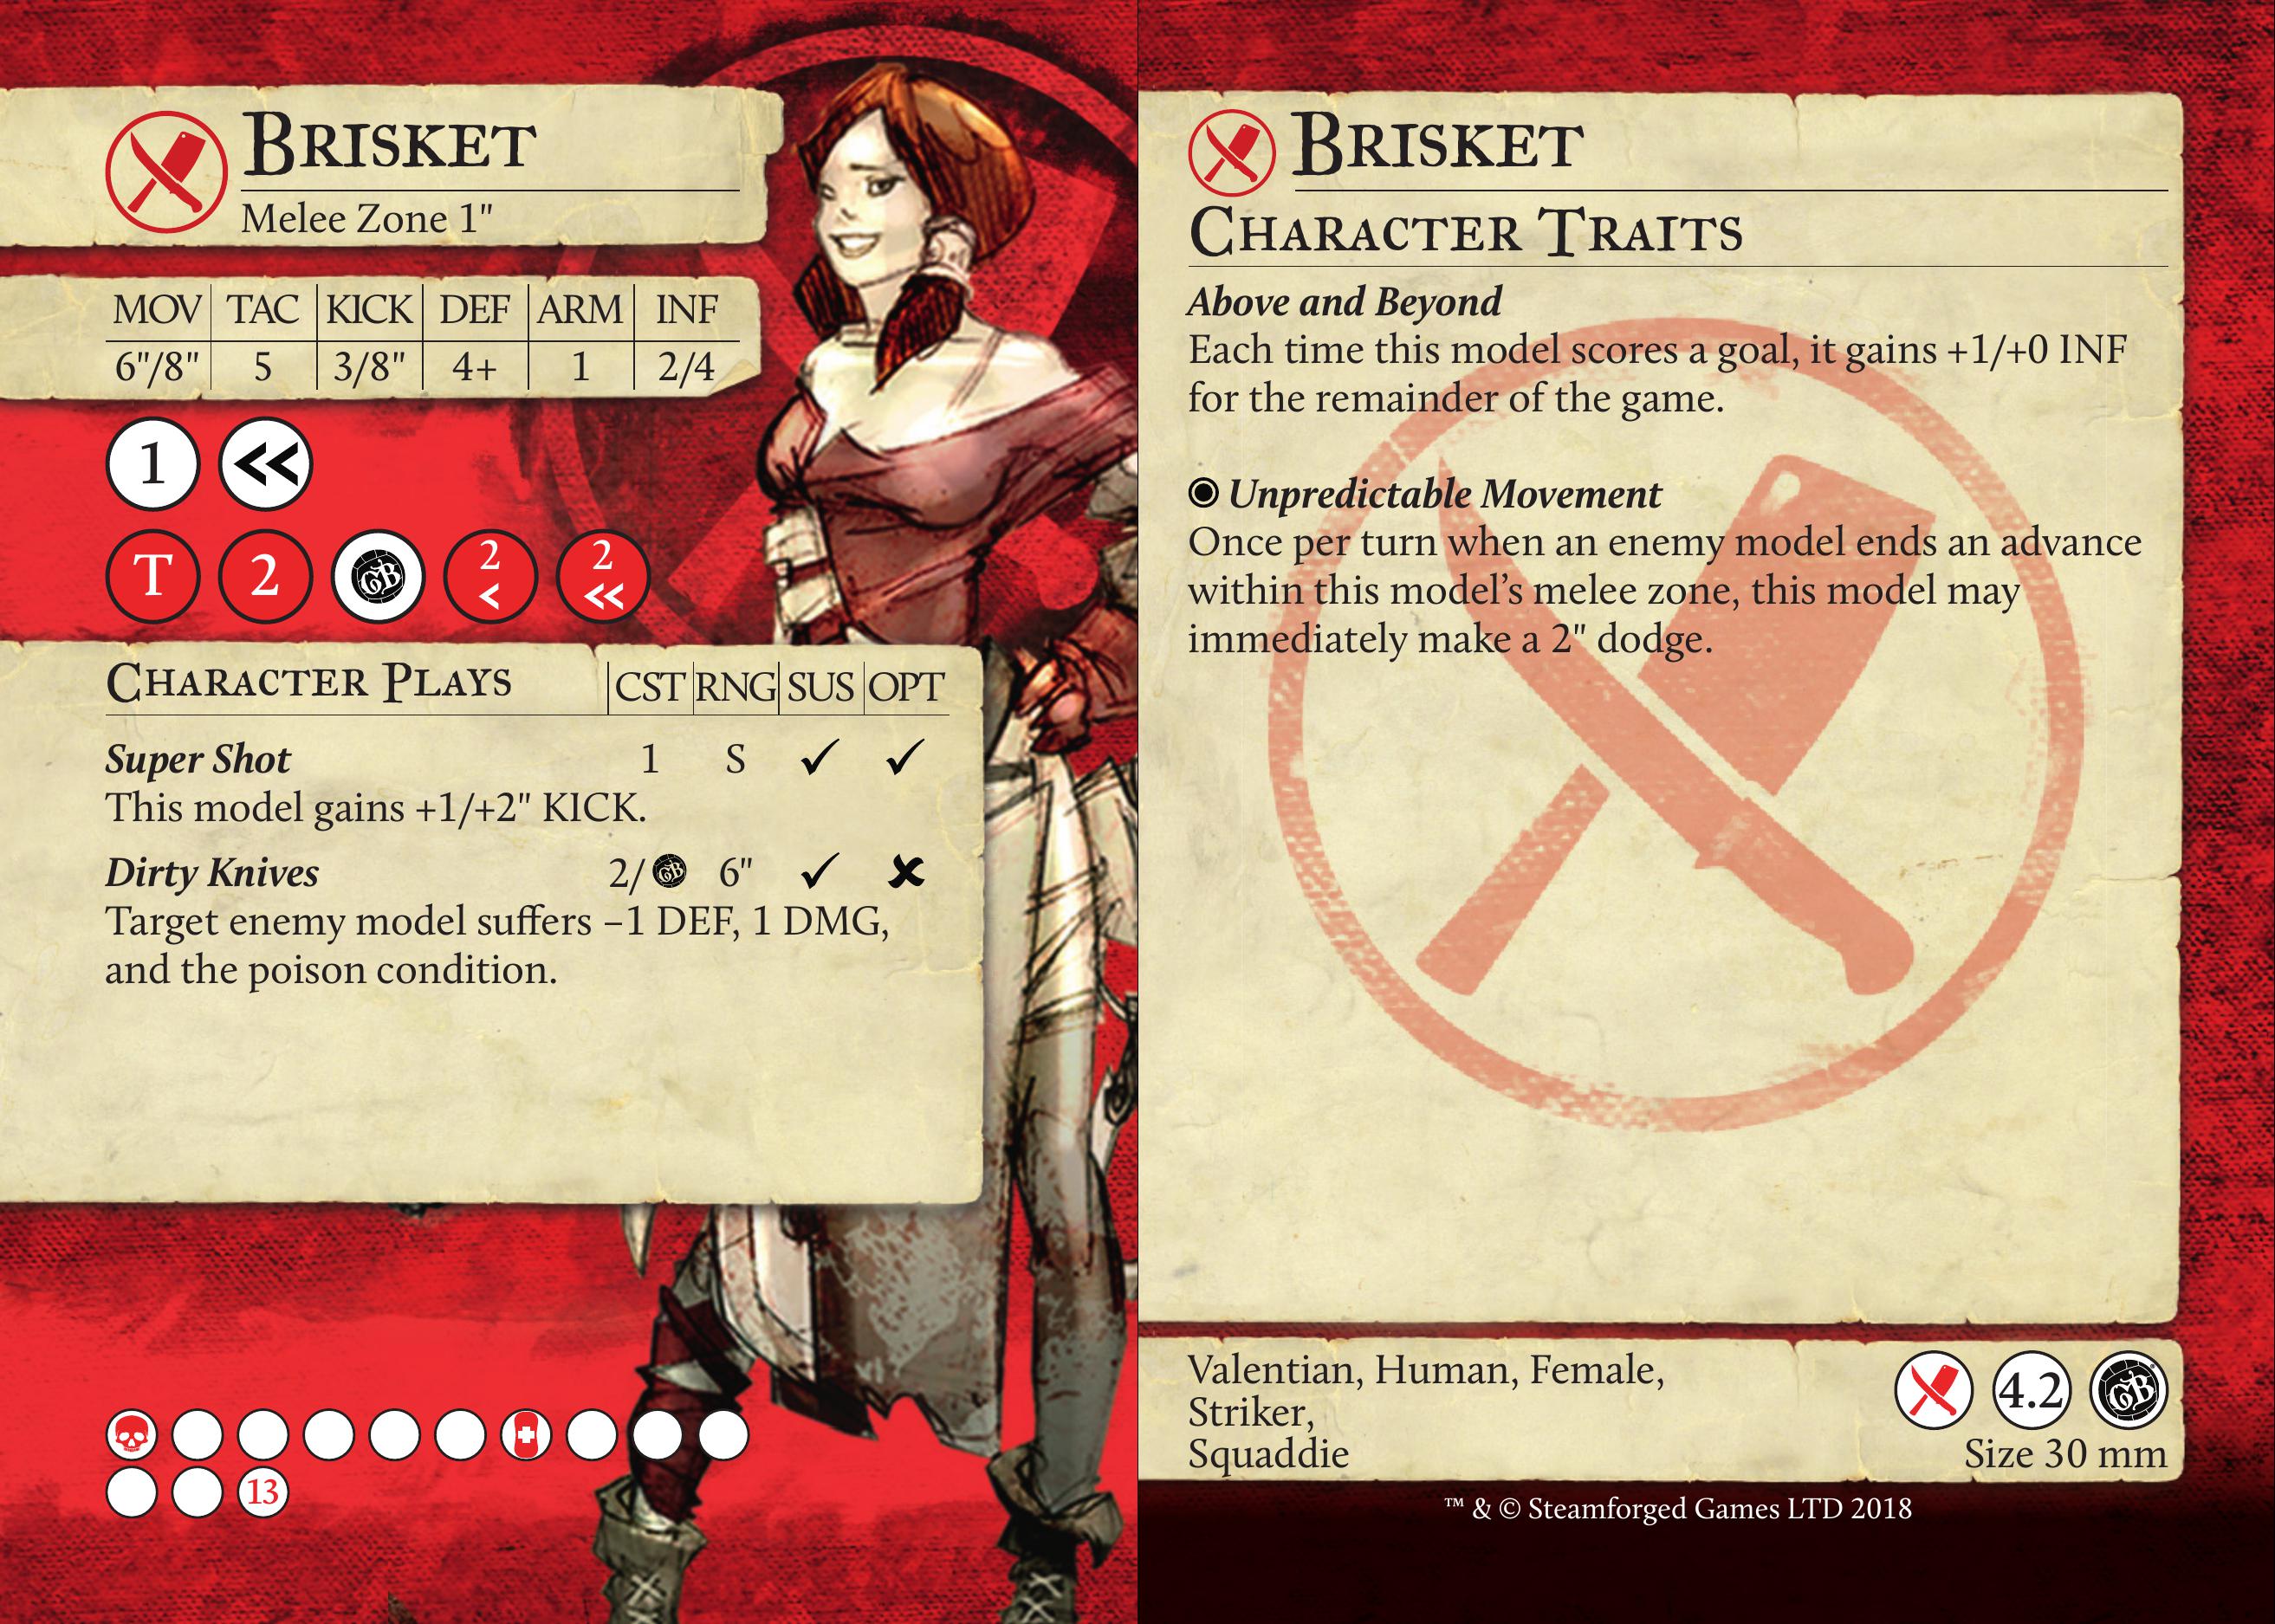 BRISKET
Melee Zone 1"
MOV TAC KICK DEF ARM INF
6"/8" 5 3/8" 4+ 1 2/4
1 <<
T 2 GB 2 < 2 <<
CHARACTER PLAYS CST RNG SUS OPT
Super Shot 1 S ✓ ✓
This model gains +1/+2" KICK.
Dirty Knives 2/GB 6" ✓ ✘
Target enemy model suffers –1 DEF, 1 DMG,
and the poison condition.
13
BRISKET
CHARACTER TRAITS
Above and Beyond
Each time this model scores a goal, it gains +1/+0 INF
for the remainder of the game.
Unpredictable Movement
Once per turn when an enemy model ends an advance
within this model’s melee zone, this model may
immediately make a 2" dodge.
Valentian, Human, Female,
Striker,
Squaddie
4.2 GB
Size 30 mm
™ & © Steamforged Games LTD 2018